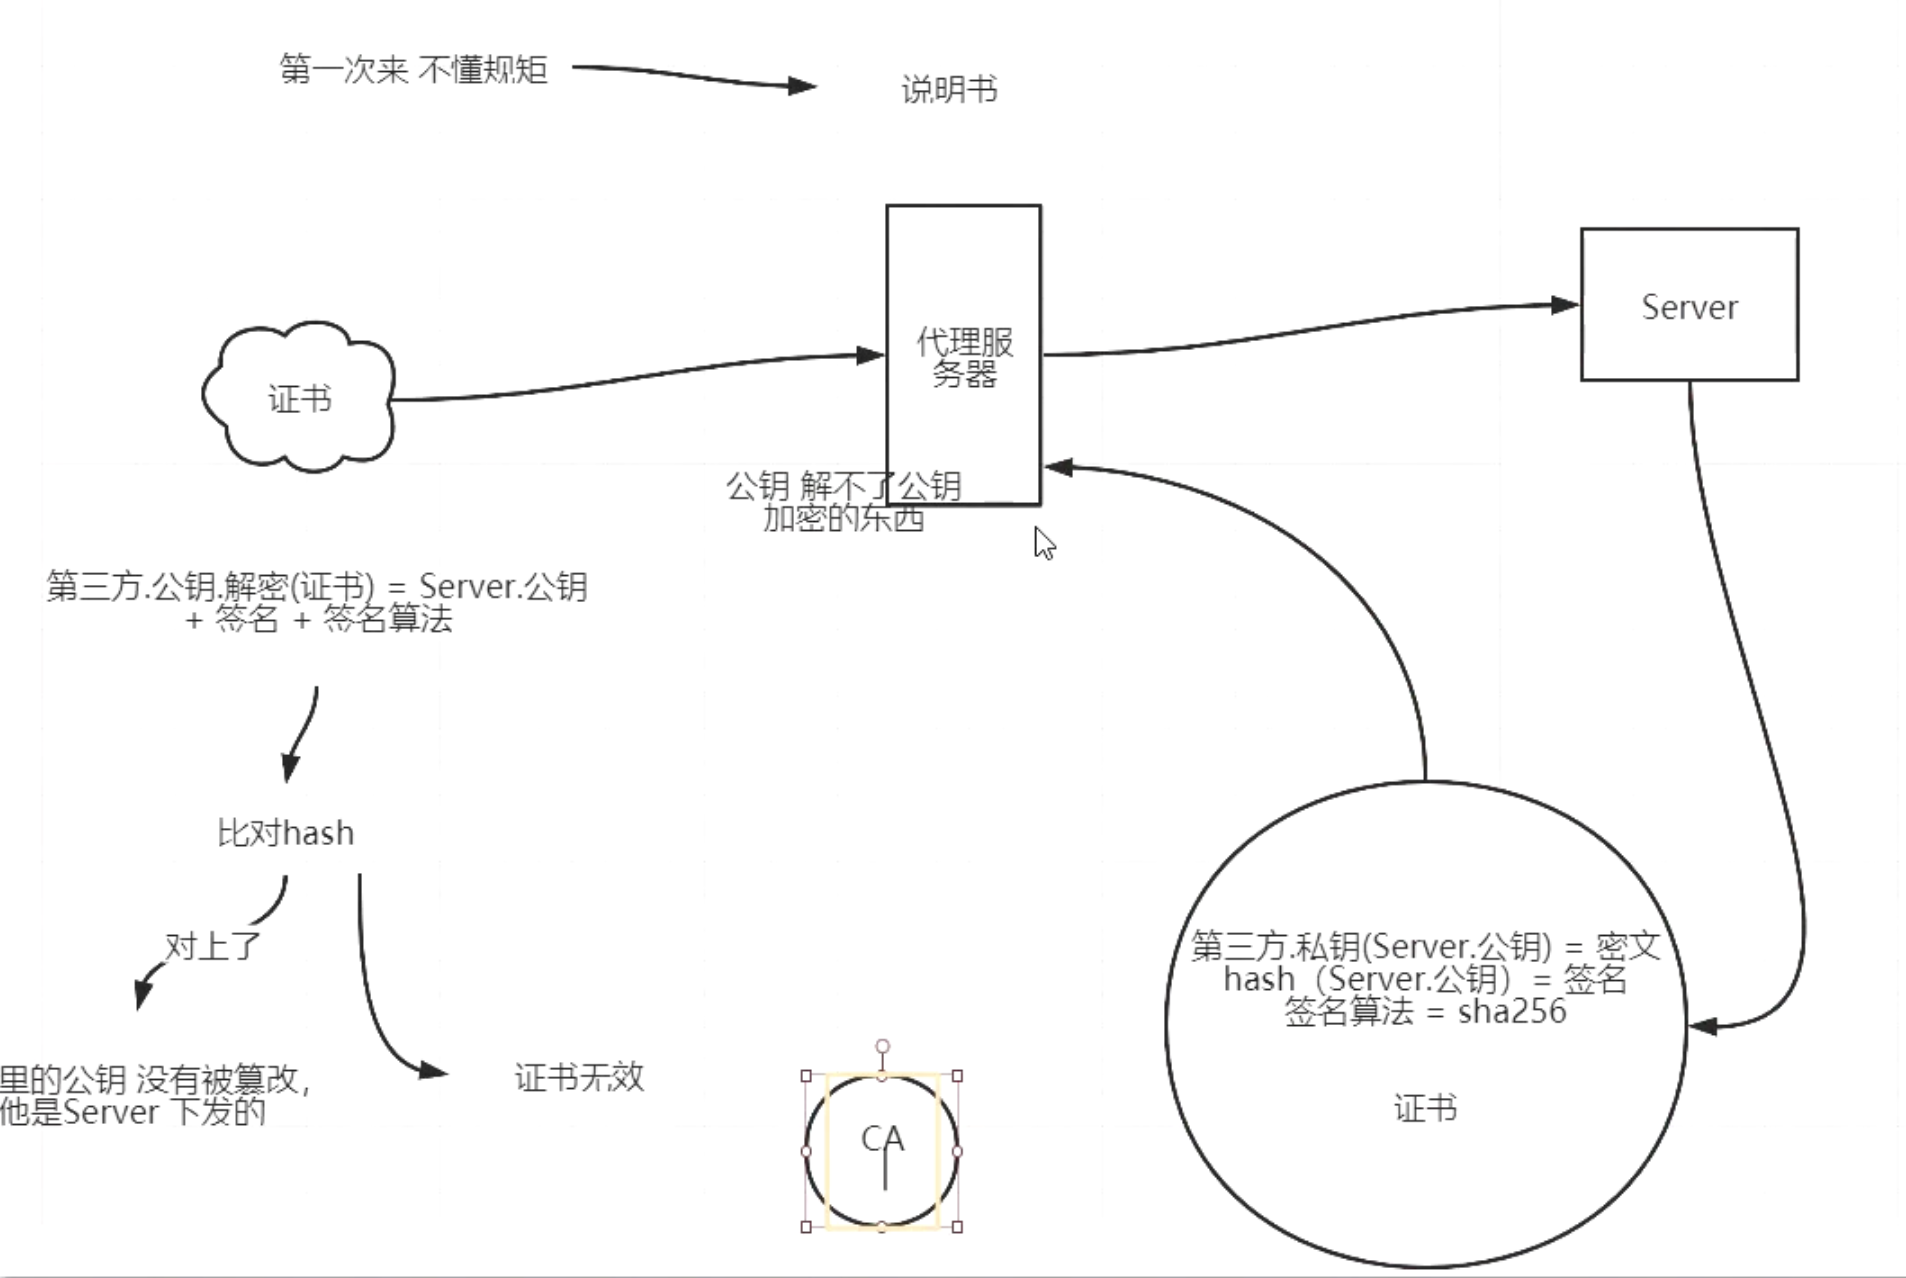 第一次来 不懂规矩
说明书
代理服
务器
Server
证书
公钥 解不了公钥
加密的东西
第三方.公钥.解密(证书) = Server.公钥
+ 签名 + 签名算法
比对hash
对上了
里的公钥 没有被篡改，
他是Server 下发的
证书无效
CA
第三方.私钥(Server.公钥) = 密文
hash（Server.公钥）= 签名
签名算法 = sha256
证书